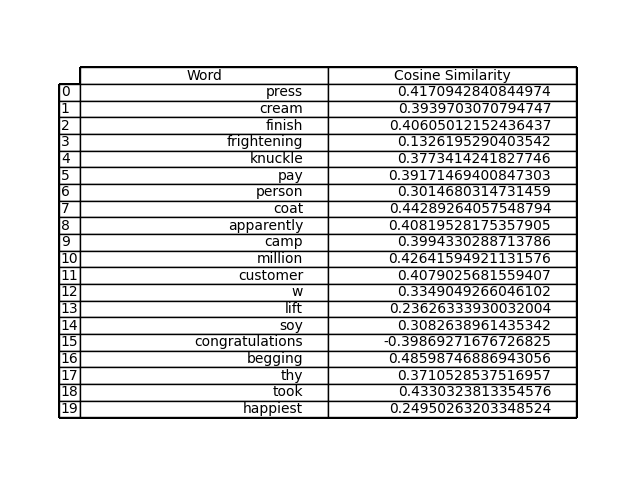 Word Cosine Similarity
0 press 0.4170942840844974
1 cream 0.3939703070794747
2 finish 0.40605012152436437
3 frightening 0.1326195290403542
4 knuckle 0.3773414241827746
5 pay 0.39171469400847303
6 person 0.3014680314731459
7 coat 0.44289264057548794
8 apparently 0.40819528175357905
9 camp 0.3994330288713786
10 million 0.42641594921131576
11 customer 0.4079025681559407
12 w 0.3349049266046102
13 lift 0.23626333930032004
14 soy 0.3082638961435342
15 congratulations -0.39869271676726825
16 begging 0.48598746886943056
17 thy 0.3710528537516957
18 took 0.4330323813354576
19 happiest 0.24950263203348524